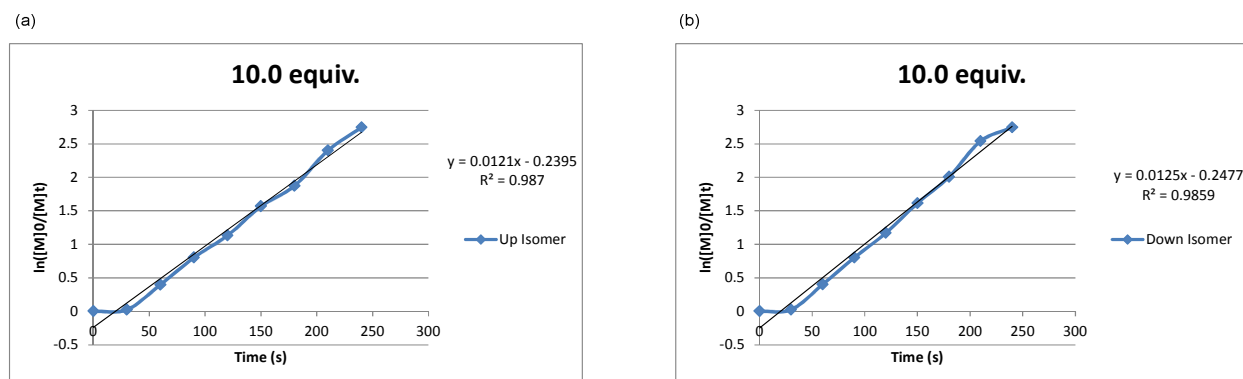 (a)
10.0 equiv.
3
2.5
2
1.5
1
0.5
0
-0.5
0 50 100 150 200 250 300
ln([M]0/[M]t)
Time (s)
y = 0.0121x - 0.2395
R² = 0.987
Up Isomer
(b)
10.0 equiv.
3
2.5
2
1.5
1
0.5
0
-0.5
0 50 100 150 200 250 300
ln([M]0/[M]t)
Time (s)
y = 0.0125x - 0.2477
R² = 0.9859
Down Isomer